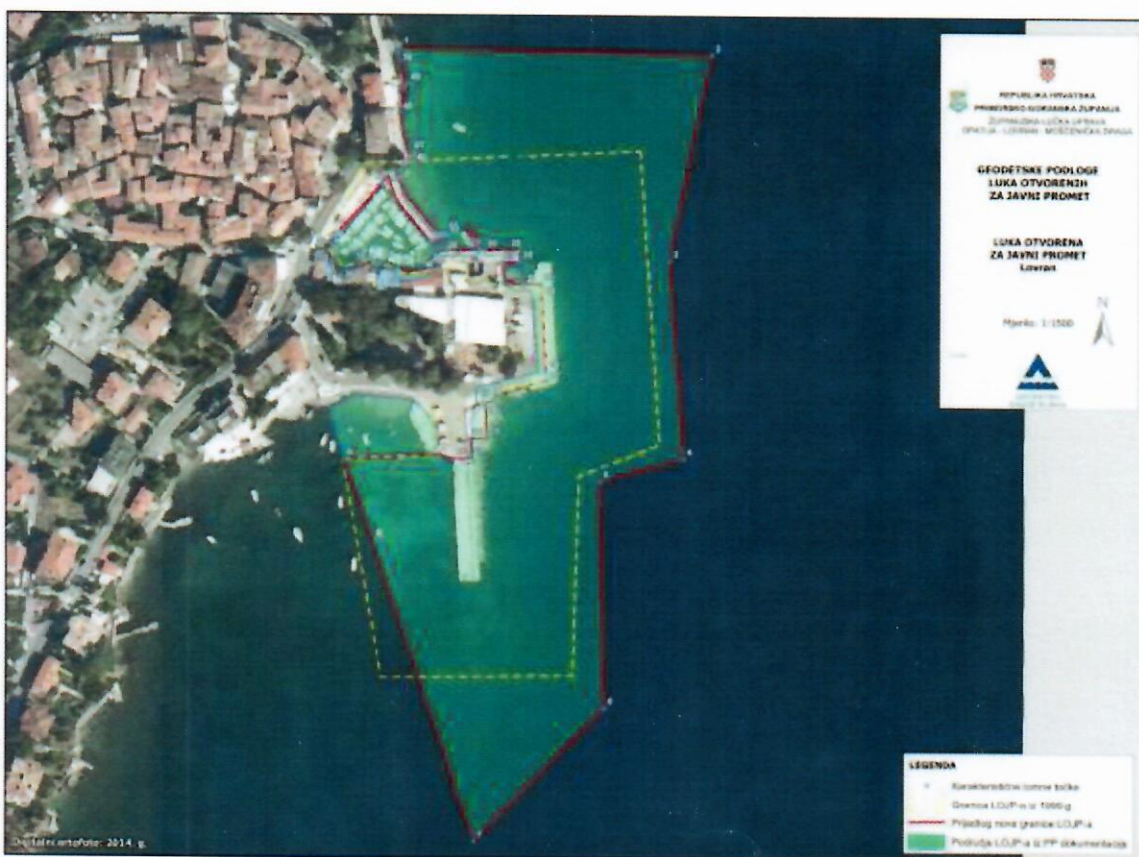 REPUBLIKA HRVATSKA
PRIMORSKO-GORANSKA ŽUPANIJA
ŽUPANIJSKA LUČKA UPRAVA
OPATIJA - LOVRAN - MOŠĆENIČKA DRAGA
GEODETSKE PODLOGE
LUKA OTVORENIH
ZA JAVNI PROMET
LUKA OTVORENA
ZA JAVNI PROMET
Lovran
N
Mjerilo: 1:1500
LEGENDA
Karakteristične lomne točke
Granica LOJP-a iz 1996 g.
Prijedlog nove granice LOJP-a
Područja LOJP-a iz PP dokumentacije
Digitalni ortofoto: 2014. g.